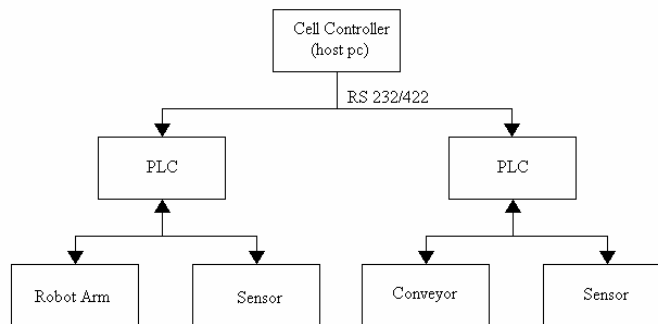 Cell Controller
(host pc)
RS 232/422
PLC
PLC
Robot Arm
Sensor
Conveyor
Sensor